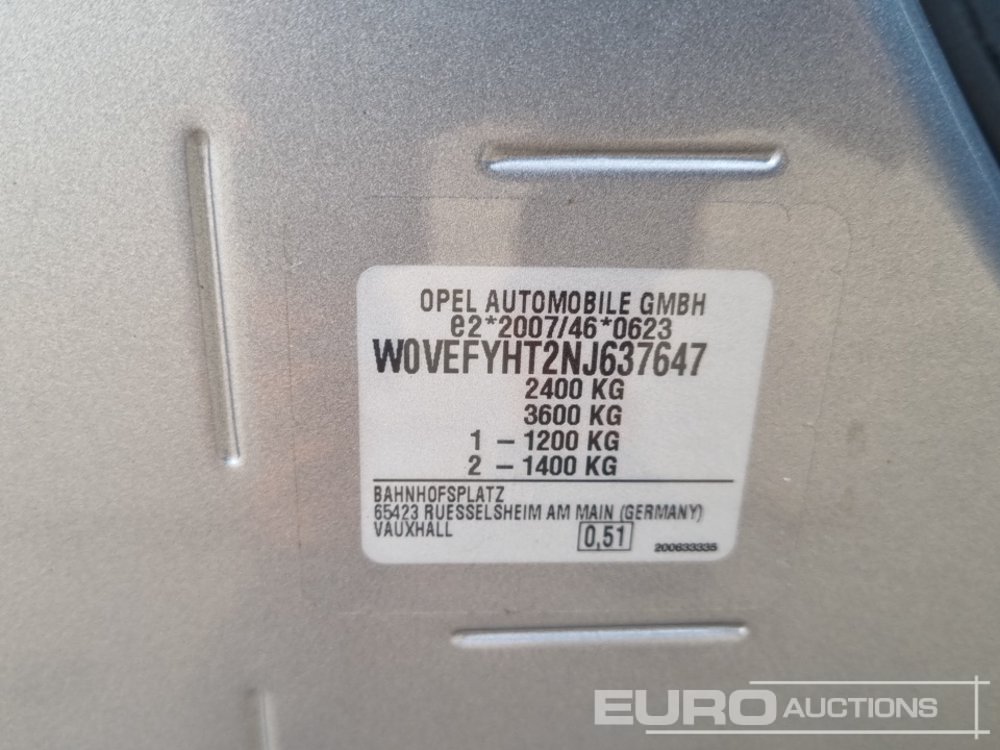 OPEL AUTOMOBILE GMBH
e2*2007/46*0623
W0VEFYHT2NJ637647
2400 KG
3600 KG
1 – 1200 KG
2 – 1400 KG
BAHNHOFSPLATZ
65423 RUESSELSHEIM AM MAIN (GERMANY)
VAUXHALL
0,51
200633335
EURO AUCTIONS